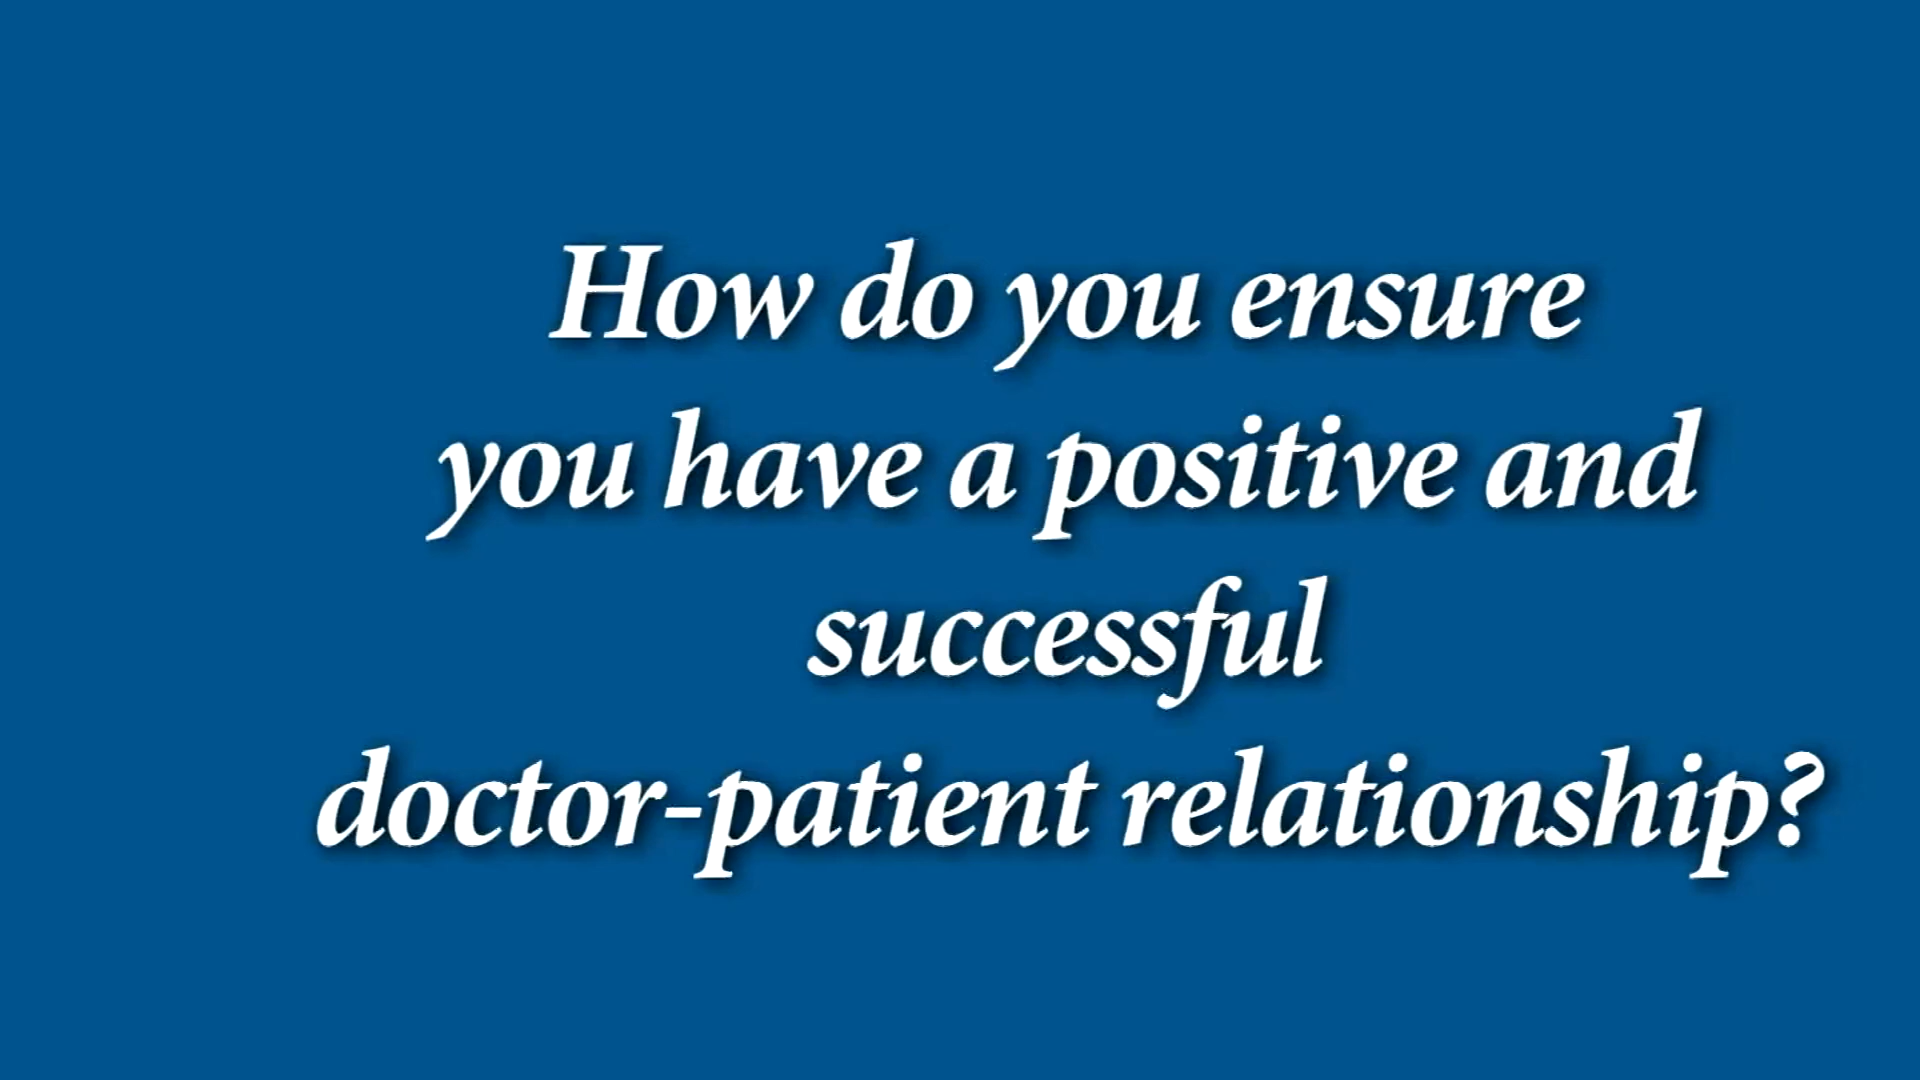 How do you ensure
you have a positive and
successful
doctor-patient relationship?